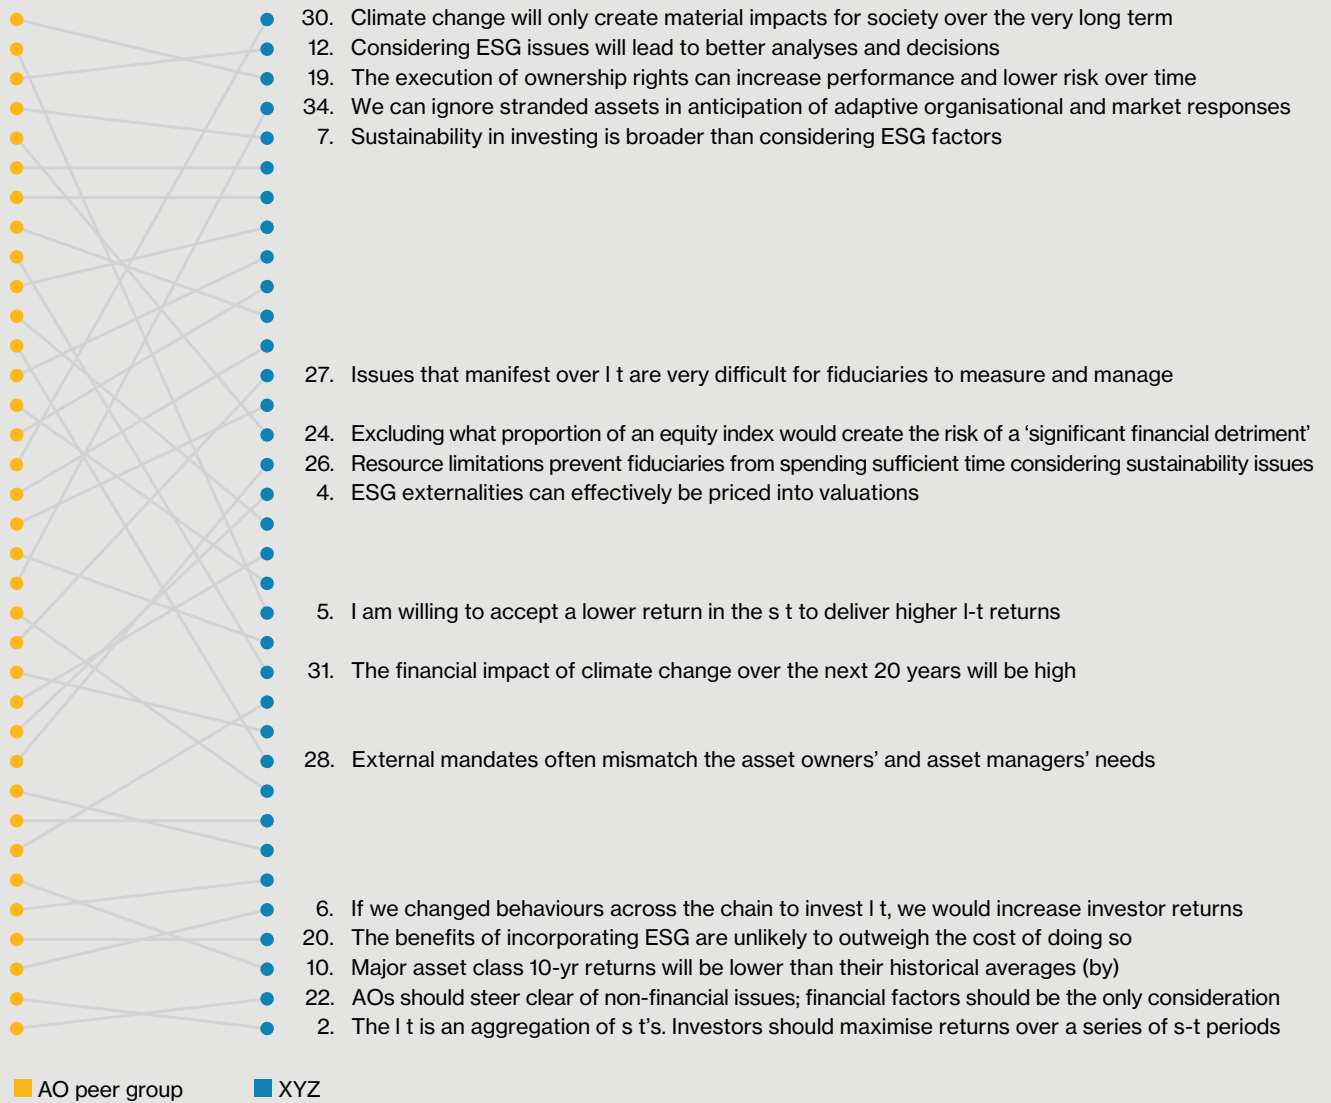 30. Climate change will only create material impacts for society over the very long term
12. Considering ESG issues will lead to better analyses and decisions
19. The execution of ownership rights can increase performance and lower risk over time
34. We can ignore stranded assets in anticipation of adaptive organisational and market responses
7. Sustainability in investing is broader than considering ESG factors
27. Issues that manifest over l t are very difficult for fiduciaries to measure and manage
24. Excluding what proportion of an equity index would create the risk of a ‘significant financial detriment’
26. Resource limitations prevent fiduciaries from spending sufficient time considering sustainability issues
4. ESG externalities can effectively be priced into valuations
5. I am willing to accept a lower return in the s t to deliver higher l-t returns
31. The financial impact of climate change over the next 20 years will be high
28. External mandates often mismatch the asset owners’ and asset managers’ needs
6. If we changed behaviours across the chain to invest l t, we would increase investor returns
20. The benefits of incorporating ESG are unlikely to outweigh the cost of doing so
10. Major asset class 10-yr returns will be lower than their historical averages (by)
22. AOs should steer clear of non-financial issues; financial factors should be the only consideration
2. The l t is an aggregation of s t’s. Investors should maximise returns over a series of s-t periods
AO peer group XYZ